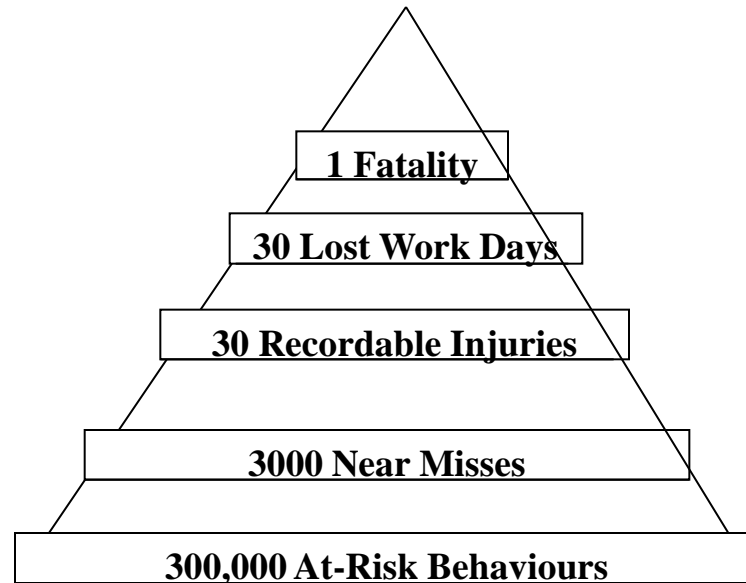 1 Fatality
30 Lost Work Days
30 Recordable Injuries
3000 Near Misses
300,000 At-Risk Behaviours